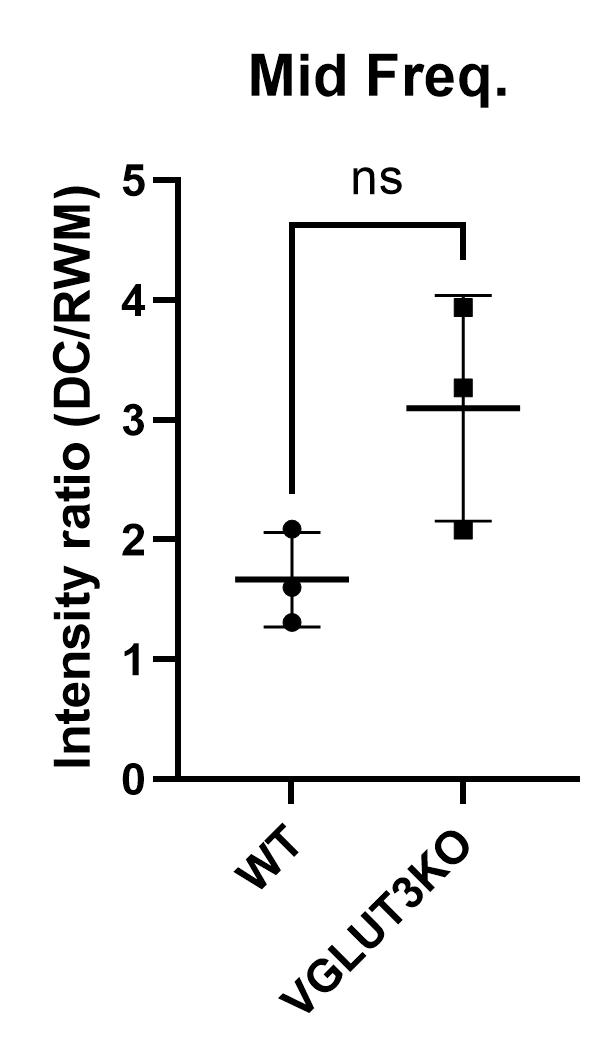 Mid Freq.
ns
Intensity ratio (DC/RWM)
5
4
3
2
1
0
WT
VGLUT3KO